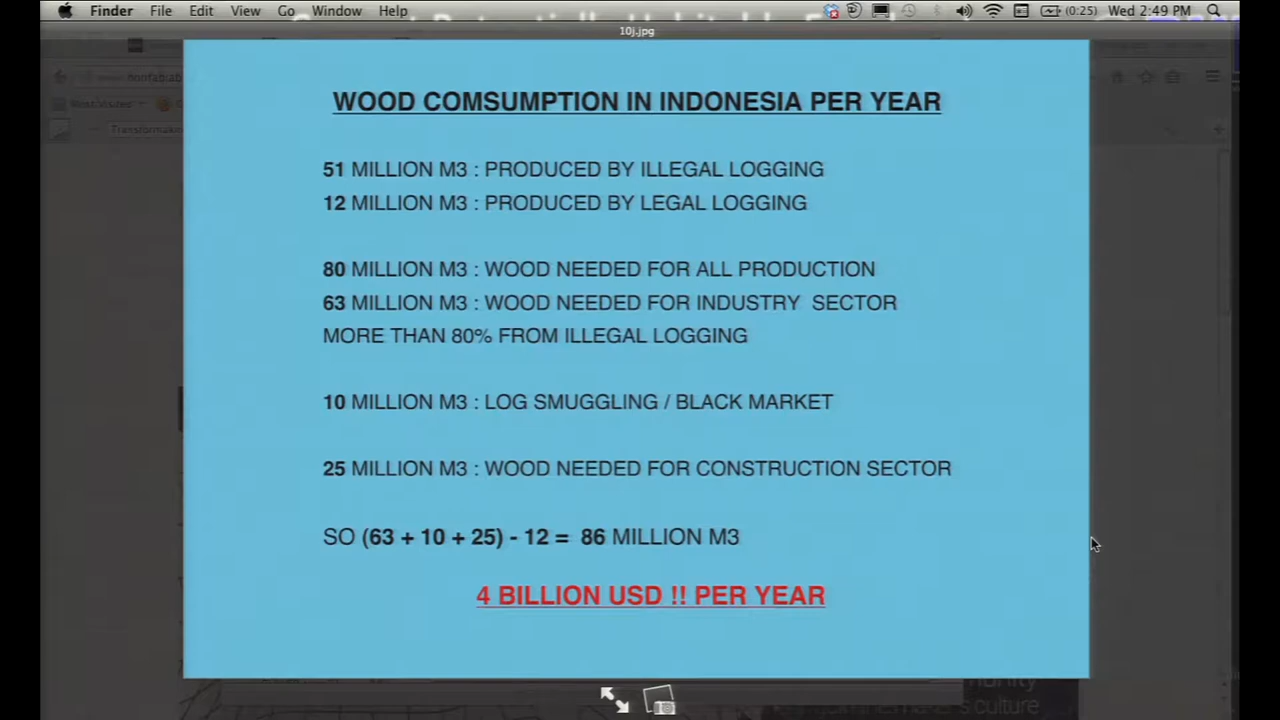 Finder File Edit View Go Window Help (0:25) Wed 2:49 PM
10j.jpg
WOOD COMSUMPTION IN INDONESIA PER YEAR
51 MILLION M3 : PRODUCED BY ILLEGAL LOGGING
12 MILLION M3 : PRODUCED BY LEGAL LOGGING
80 MILLION M3 : WOOD NEEDED FOR ALL PRODUCTION
63 MILLION M3 : WOOD NEEDED FOR INDUSTRY SECTOR
MORE THAN 80% FROM ILLEGAL LOGGING
10 MILLION M3 : LOG SMUGGLING / BLACK MARKET
25 MILLION M3 : WOOD NEEDED FOR CONSTRUCTION SECTOR
SO (63 + 10 + 25) - 12 = 86 MILLION M3
4 BILLION USD !! PER YEAR